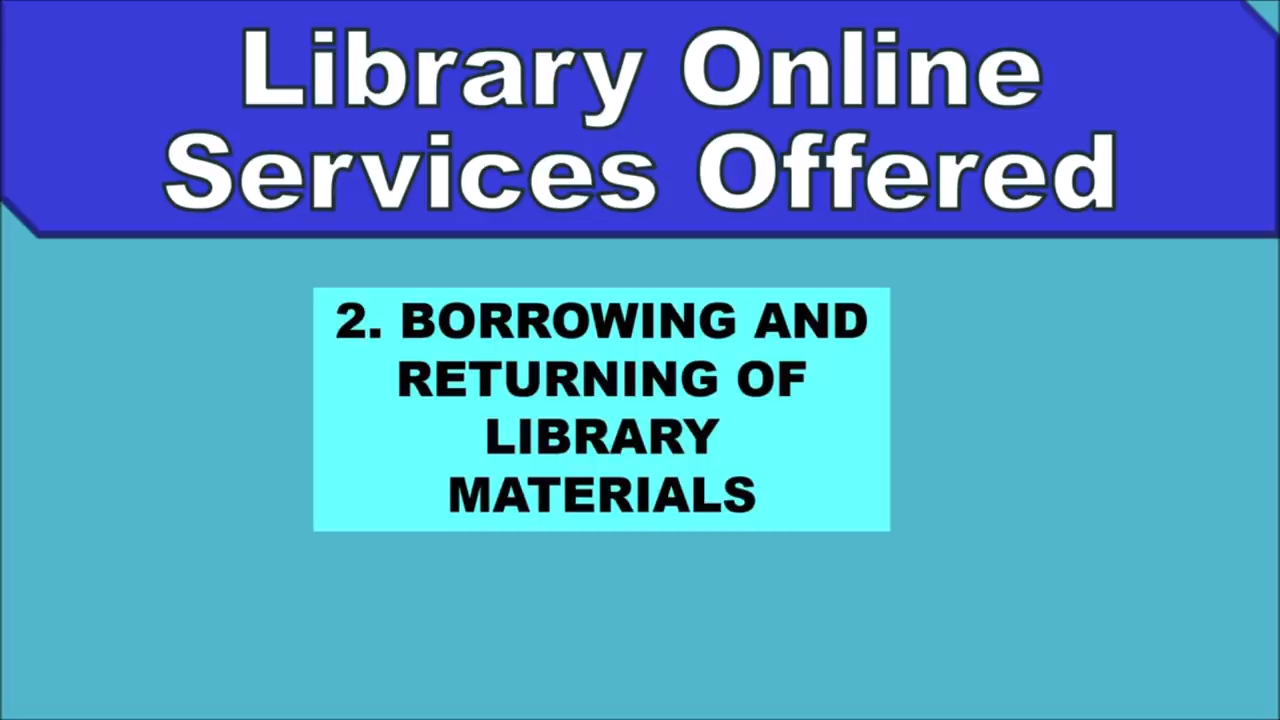 Library Online
Services Offered
2. BORROWING AND
RETURNING OF
LIBRARY
MATERIALS